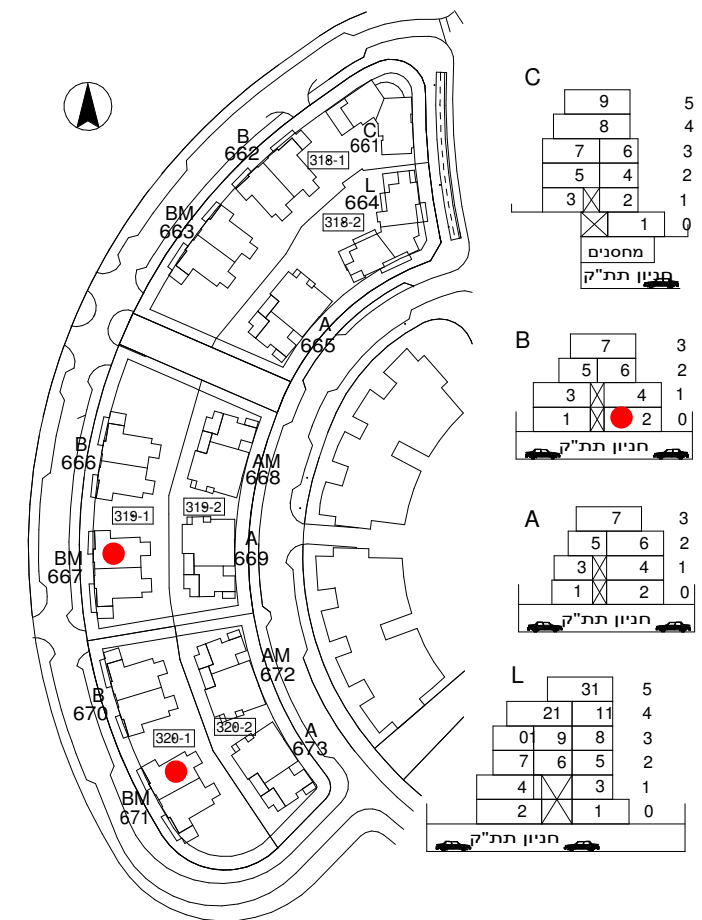 B
662
C
661
318-1
L
664
318-2
BM
663
A
665
B
666
AM
668
319-1
319-2
A
669
BM
667
AM
672
B
670
320-1
320-2
A
673
BM
671
C
9 5
8 4
7 6 3
5 4 2
3 2 1
1 0
מחסנים
חניון תת"ק
B
7 3
5 6 2
3 4 1
1 2 0
חניון תת"ק
A
7 3
5 6 2
3 4 1
1 2 0
חניון תת"ק
L
31 5
21 11 4
01 9 8 3
7 6 5 2
4 3 1
2 1 0
חניון תת"ק